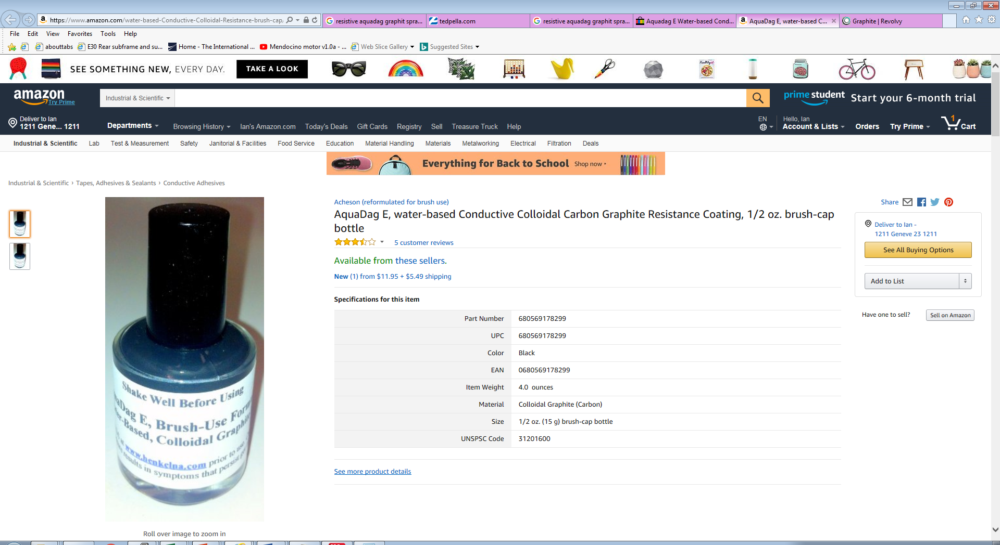 https://www.amazon.com/water-based-Conductive-Colloidal-Resistance-brush-cap,
resistive aquadag graphit spra...
tedpella.com
resistive aquadag graphit spra...
Aquadag E Water-based Cond...
AquaDag E, water-based C...
Graphite | Revolvy
File Edit View Favorites Tools Help
abouttabs
E30 Rear subframe and su...
Home - The International ...
Mendocino motor v1.0a - ...
Web Slice Gallery
Suggested Sites
SEE SOMETHING NEW, EVERY DAY.
TAKE A LOOK
amazon
Try Prime
Industrial & Scientific
prime student Start your 6-month trial
Deliver to Ian
1211 Gene... 1211
Departments
Browsing History
Ian's Amazon.com
Today's Deals
Gift Cards
Registry
Sell
Treasure Truck
Help
EN
Hello, Ian
Account & Lists
Orders
Try Prime
1
Cart
Industrial & Scientific Lab Test & Measurement Safety Janitorial & Facilities Food Service Education Material Handling Materials Metalworking Electrical Filtration Deals
Everything for Back to School Shop now ›
Industrial & Scientific › Tapes, Adhesives & Sealants › Conductive Adhesives
Shake Well Before Using
Dag E, Brush-Use Form
-Based, Colloidal Graphi
www.henkelna.com prior to use
results in symptoms that persist
Roll over image to zoom in
Acheson (reformulated for brush use)
AquaDag E, water-based Conductive Colloidal Carbon Graphite Resistance Coating, 1/2 oz. brush-cap
bottle
5 customer reviews
Available from these sellers.
New (1) from $11.95 + $5.49 shipping
Specifications for this item
Part Number 680569178299
UPC 680569178299
Color Black
EAN 0680569178299
Item Weight 4.0 ounces
Material Colloidal Graphite (Carbon)
Size 1/2 oz. (15 g) brush-cap bottle
UNSPSC Code 31201600
See more product details
Share
Deliver to Ian -
1211 Geneve 23 1211
See All Buying Options
Add to List
Have one to sell?
Sell on Amazon